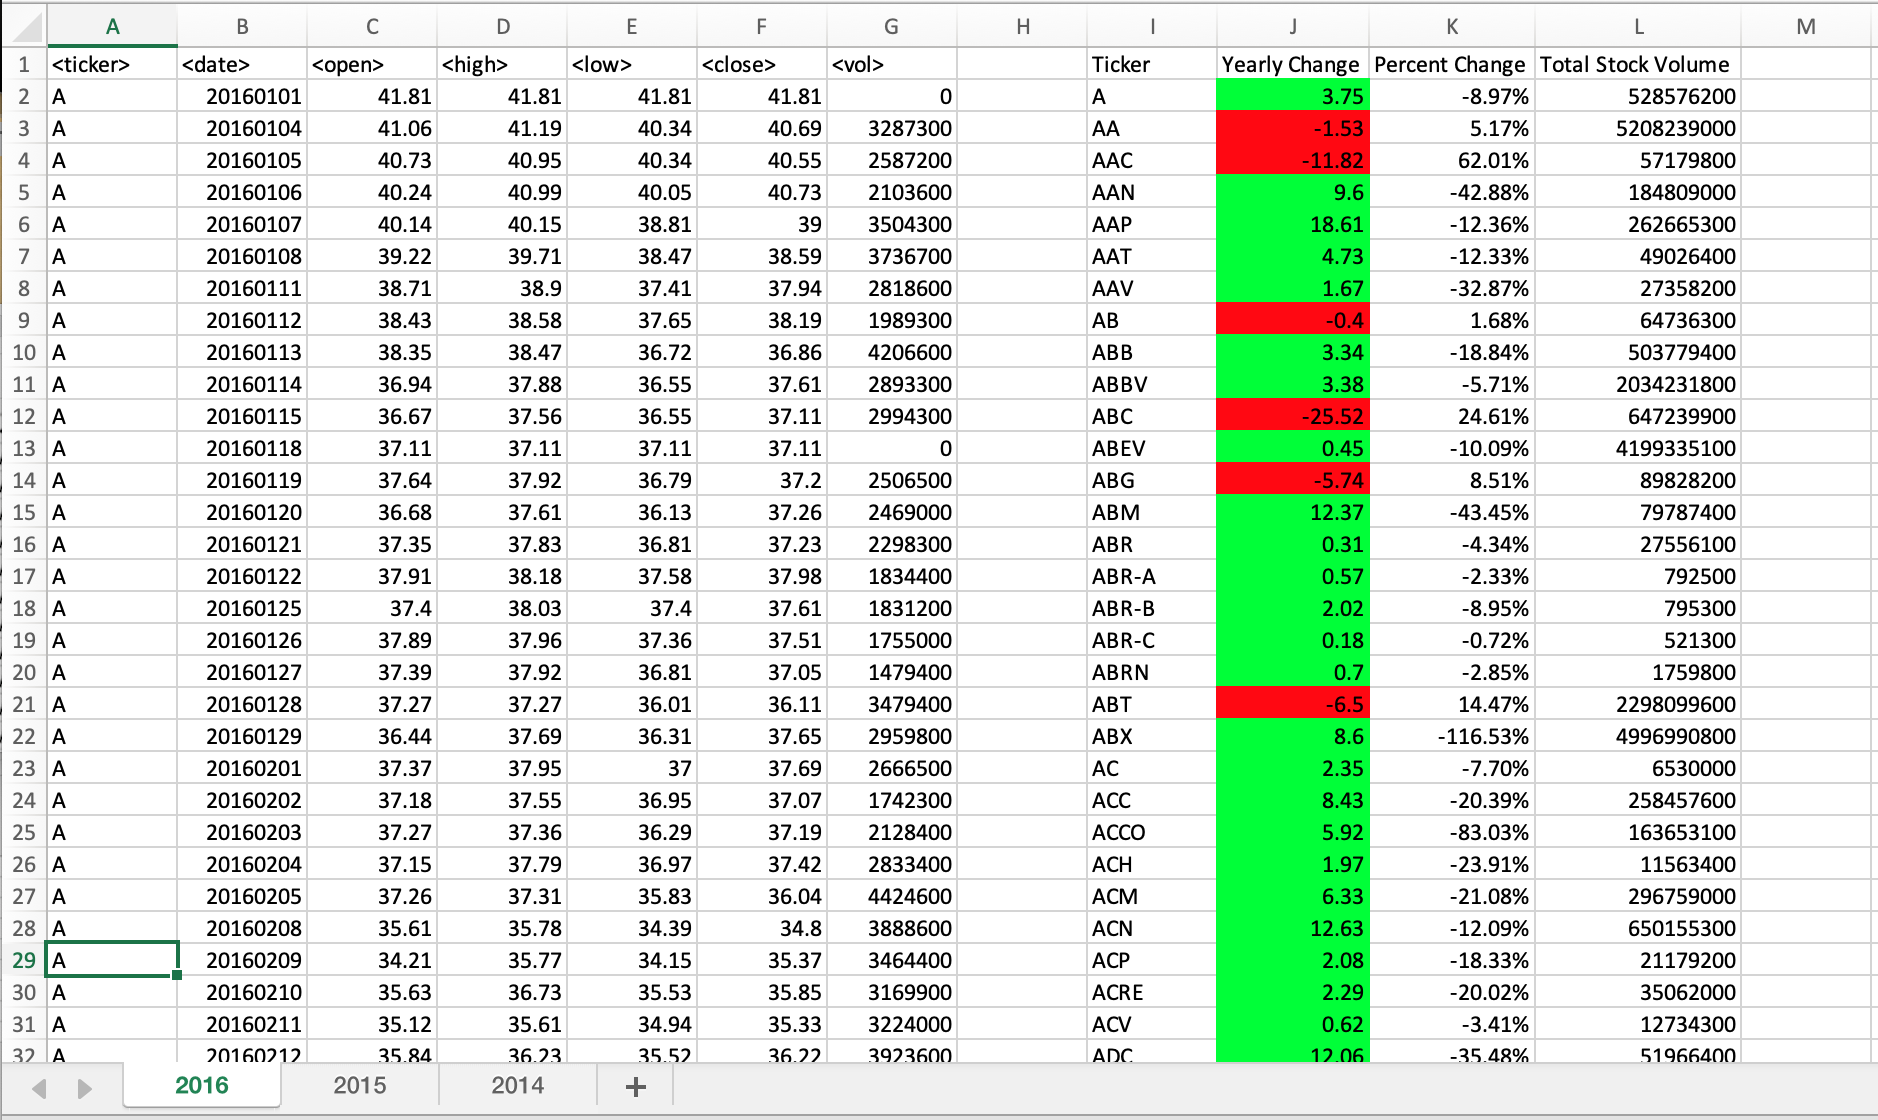 A B C D E F G H I J K L M
1 <ticker> <date> <open> <high> <low> <close> <vol> Ticker Yearly Change Percent Change Total Stock Volume
2 A 20160101 41.81 41.81 41.81 41.81 0 A 3.75 -8.97% 528576200
3 A 20160104 41.06 41.19 40.34 40.69 3287300 AA -1.53 5.17% 5208239000
4 A 20160105 40.73 40.95 40.34 40.55 2587200 AAC -11.82 62.01% 57179800
5 A 20160106 40.24 40.99 40.05 40.73 2103600 AAN 9.6 -42.88% 184809000
6 A 20160107 40.14 40.15 38.81 39 3504300 AAP 18.61 -12.36% 262665300
7 A 20160108 39.22 39.71 38.47 38.59 3736700 AAT 4.73 -12.33% 49026400
8 A 20160111 38.71 38.9 37.41 37.94 2818600 AAV 1.67 -32.87% 27358200
9 A 20160112 38.43 38.58 37.65 38.19 1989300 AB -0.4 1.68% 64736300
10 A 20160113 38.35 38.47 36.72 36.86 4206600 ABB 3.34 -18.84% 503779400
11 A 20160114 36.94 37.88 36.55 37.61 2893300 ABBV 3.38 -5.71% 2034231800
12 A 20160115 36.67 37.56 36.55 37.11 2994300 ABC -25.52 24.61% 647239900
13 A 20160118 37.11 37.11 37.11 37.11 0 ABEV 0.45 -10.09% 4199335100
14 A 20160119 37.64 37.92 36.79 37.2 2506500 ABG -5.74 8.51% 89828200
15 A 20160120 36.68 37.61 36.13 37.26 2469000 ABM 12.37 -43.45% 79787400
16 A 20160121 37.35 37.83 36.81 37.23 2298300 ABR 0.31 -4.34% 27556100
17 A 20160122 37.91 38.18 37.58 37.98 1834400 ABR-A 0.57 -2.33% 792500
18 A 20160125 37.4 38.03 37.4 37.61 1831200 ABR-B 2.02 -8.95% 795300
19 A 20160126 37.89 37.96 37.36 37.51 1755000 ABR-C 0.18 -0.72% 521300
20 A 20160127 37.39 37.92 36.81 37.05 1479400 ABRN 0.7 -2.85% 1759800
21 A 20160128 37.27 37.27 36.01 36.11 3479400 ABT -6.5 14.47% 2298099600
22 A 20160129 36.44 37.69 36.31 37.65 2959800 ABX 8.6 -116.53% 4996990800
23 A 20160201 37.37 37.95 37 37.69 2666500 AC 2.35 -7.70% 6530000
24 A 20160202 37.18 37.55 36.95 37.07 1742300 ACC 8.43 -20.39% 258457600
25 A 20160203 37.27 37.36 36.29 37.19 2128400 ACCO 5.92 -83.03% 163653100
26 A 20160204 37.15 37.79 36.97 37.42 2833400 ACH 1.97 -23.91% 11563400
27 A 20160205 37.26 37.31 35.83 36.04 4424600 ACM 6.33 -21.08% 296759000
28 A 20160208 35.61 35.78 34.39 34.8 3888600 ACN 12.63 -12.09% 650155300
29 A 20160209 34.21 35.77 34.15 35.37 3464400 ACP 2.08 -18.33% 21179200
30 A 20160210 35.63 36.73 35.53 35.85 3169900 ACRE 2.29 -20.02% 35062000
31 A 20160211 35.12 35.61 34.94 35.33 3224000 ACV 0.62 -3.41% 12734300
32 A 20160212 35.84 36.23 35.52 36.22 3923600 ADC 12.06 -35.48% 51966400
2016 2015 2014 +